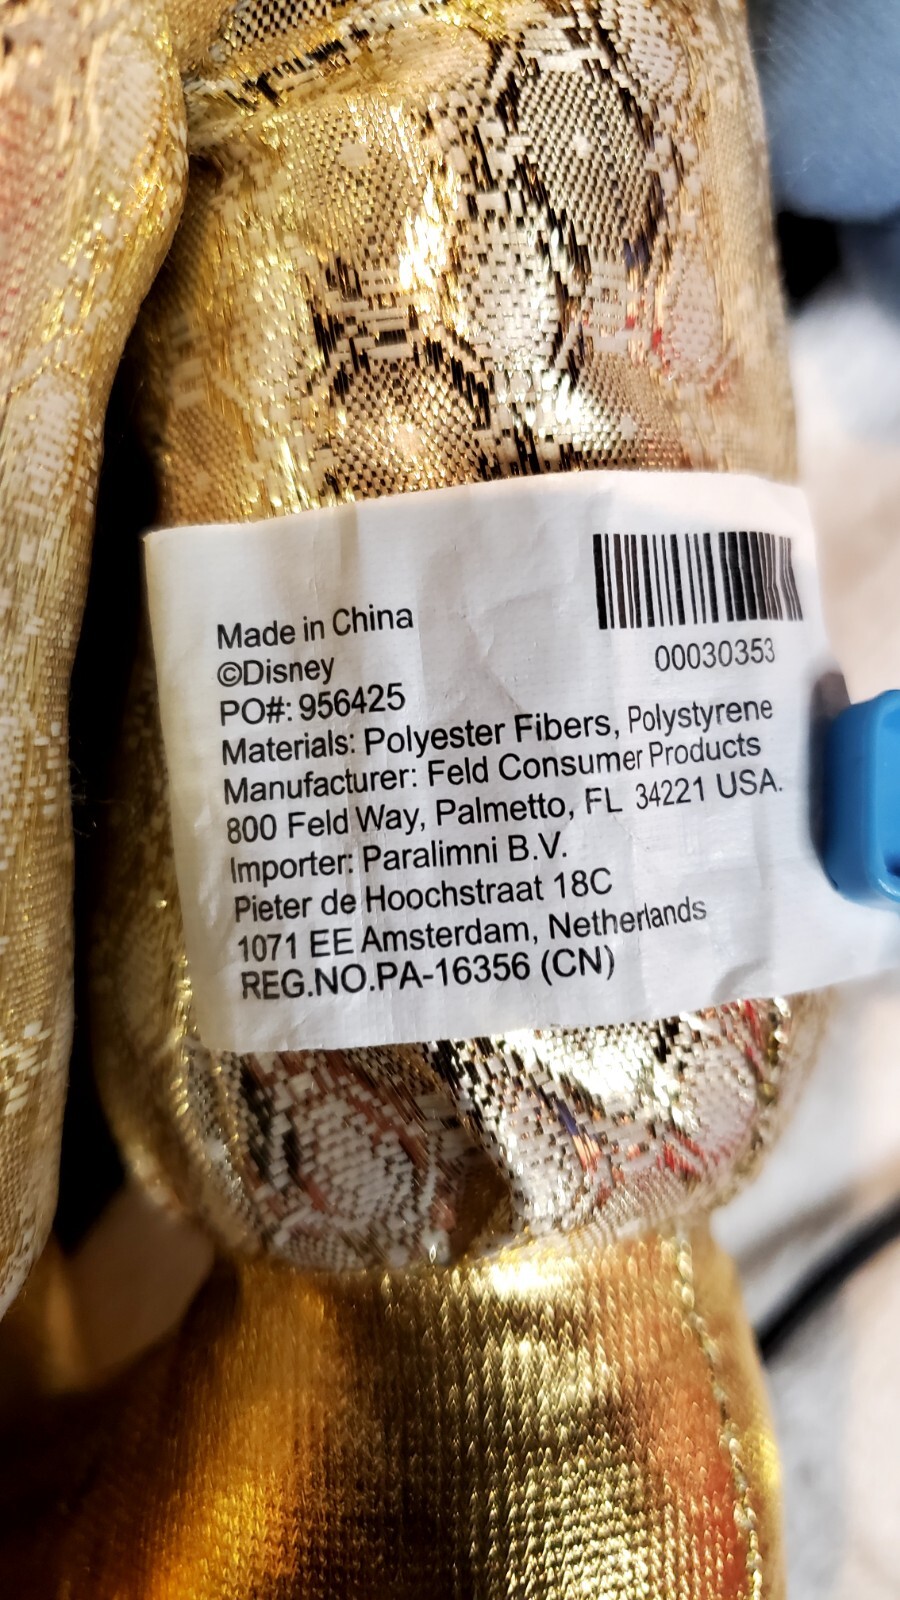 00030353
Made in China
©Disney
PO#: 956425
Materials: Polyester Fibers, Polystyrene
Manufacturer: Feld Consumer Products
800 Feld Way, Palmetto, FL 34221 USA.
Importer: Paralimni B.V.
Pieter de Hoochstraat 18C
1071 EE Amsterdam, Netherlands
REG.NO.PA-16356 (CN)